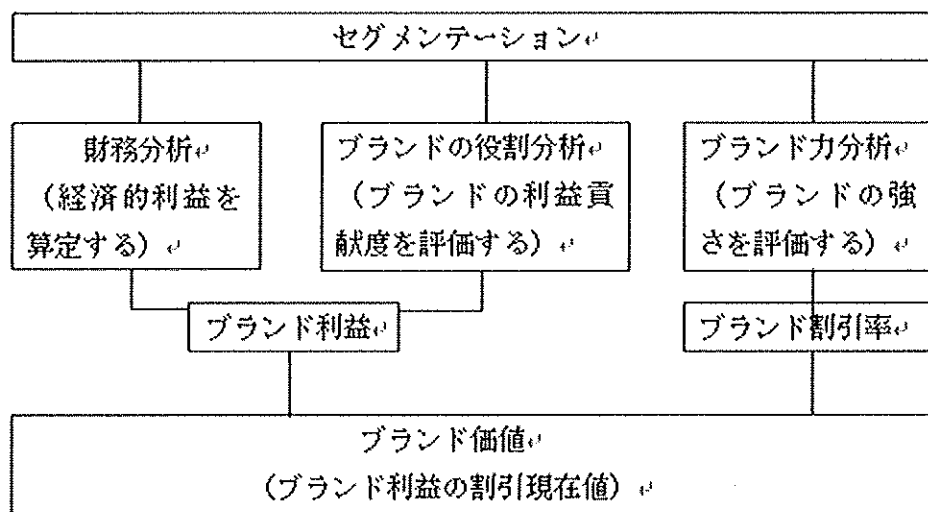 セグメンテーション↵
財務分析↵
（経済的利益を
算定する）↵
ブランドの役割分析↵
（ブランドの利益貢
献度を評価する）↵
ブランド力分析↵
（ブランドの強
さを評価する）↵
ブランド利益↵
ブランド割引率↵
ブランド価値↵
（ブランド利益の割引現在値）↵